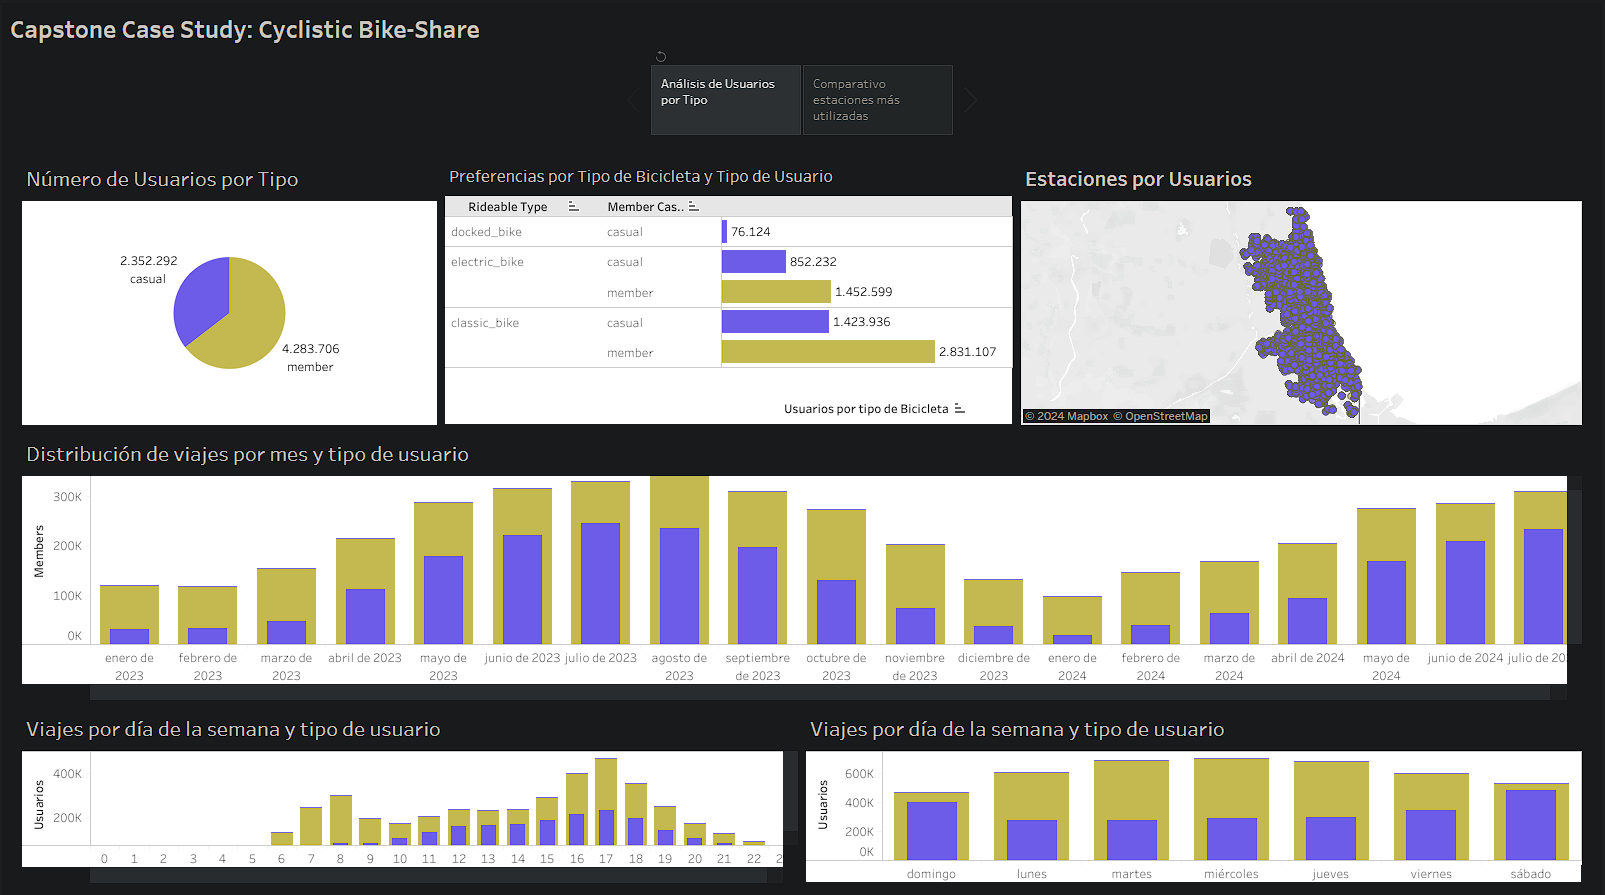 Capstone Case Study: Cyclistic Bike-Share
Análisis de Usuarios
por Tipo
Comparativo
estaciones más
utilizadas
Número de Usuarios por Tipo
2.352.292
casual
4.283.706
member
Preferencias por Tipo de Bicicleta y Tipo de Usuario
Rideable Type Member Cas..
docked_bike casual 76.124
electric_bike casual 852.232
member 1.452.599
classic_bike casual 1.423.936
member 2.831.107
Usuarios por tipo de Bicicleta
Estaciones por Usuarios
© 2024 Mapbox © OpenStreetMap
Distribución de viajes por mes y tipo de usuario
Members
300K
200K
100K
0K
enero de
2023
febrero de
2023
marzo de
2023
abril de 2023
mayo de
2023
junio de 2023
julio de 2023
agosto de
2023
septiembre
de 2023
octubre de
2023
noviembre
de 2023
diciembre de
2023
enero de
2024
febrero de
2024
marzo de
2024
abril de 2024
mayo de
2024
junio de 2024
julio de 20
Viajes por día de la semana y tipo de usuario
Usuarios
400K
200K
0 1 2 3 4 5 6 7 8 9 10 11 12 13 14 15 16 17 18 19 20 21 22 2
Viajes por día de la semana y tipo de usuario
Usuarios
600K
400K
200K
0K
domingo lunes martes miércoles jueves viernes sábado